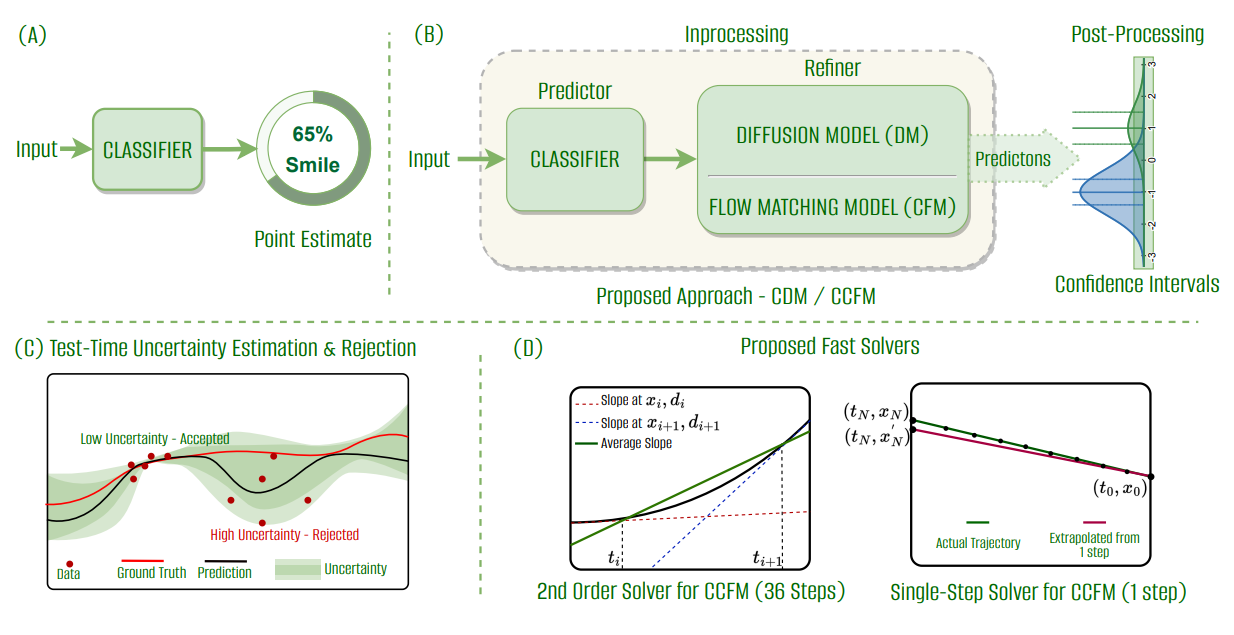 (A)
Input
CLASSIFIER
65%
Smile
Point Estimate
(B)
Inprocessing
Predictor
Refiner
Input
CLASSIFIER
DIFFUSION MODEL (DM)
FLOW MATCHING MODEL (CFM)
Predictons
Proposed Approach - CDM / CCFM
Post-Processing
3
2
1
0
-1
-2
-3
Confidence Intervals
(C) Test-Time Uncertainty Estimation & Rejection
Low Uncertainty - Accepted
High Uncertainty - Rejected
Data
Ground Truth
Prediction
Uncertainty
(D)
Proposed Fast Solvers
Slope at x_i, d_i
Slope at x_{i+1}, d_{i+1}
Average Slope
t_i
t_{i+1}
2nd Order Solver for CCFM (36 Steps)
(t_N, x_N)
(t_N, x'_N)
(t_0, x_0)
Actual Trajectory
Extrapolated from
1 step
Single-Step Solver for CCFM (1 step)